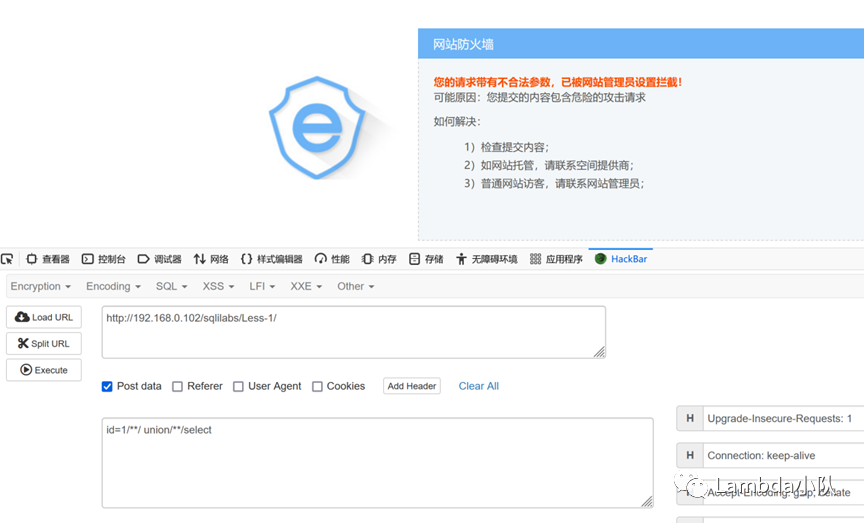 网站防火墙
您的请求带有不合法参数，已被网站管理员设置拦截！
可能原因：您提交的内容包含危险的攻击请求
如何解决：
1）检查提交内容；
2）如网站托管，请联系空间提供商；
3）普通网站访客，请联系网站管理员；
查看器 控制台 调试器 网络 样式编辑器 性能 内存 存储 无障碍环境 应用程序 HackBar
Encryption Encoding SQL XSS LFI XXE Other
Load URL
http://192.168.0.102/sqlilabs/Less-1/
Split URL
Execute
Post data Referer User Agent Cookies Add Header Clear All
id=1/**/ union/**/select
H Upgrade-Insecure-Requests: 1
H Connection: keep-alive
Accept-Encoding: gzip, deflate
Lambda小队